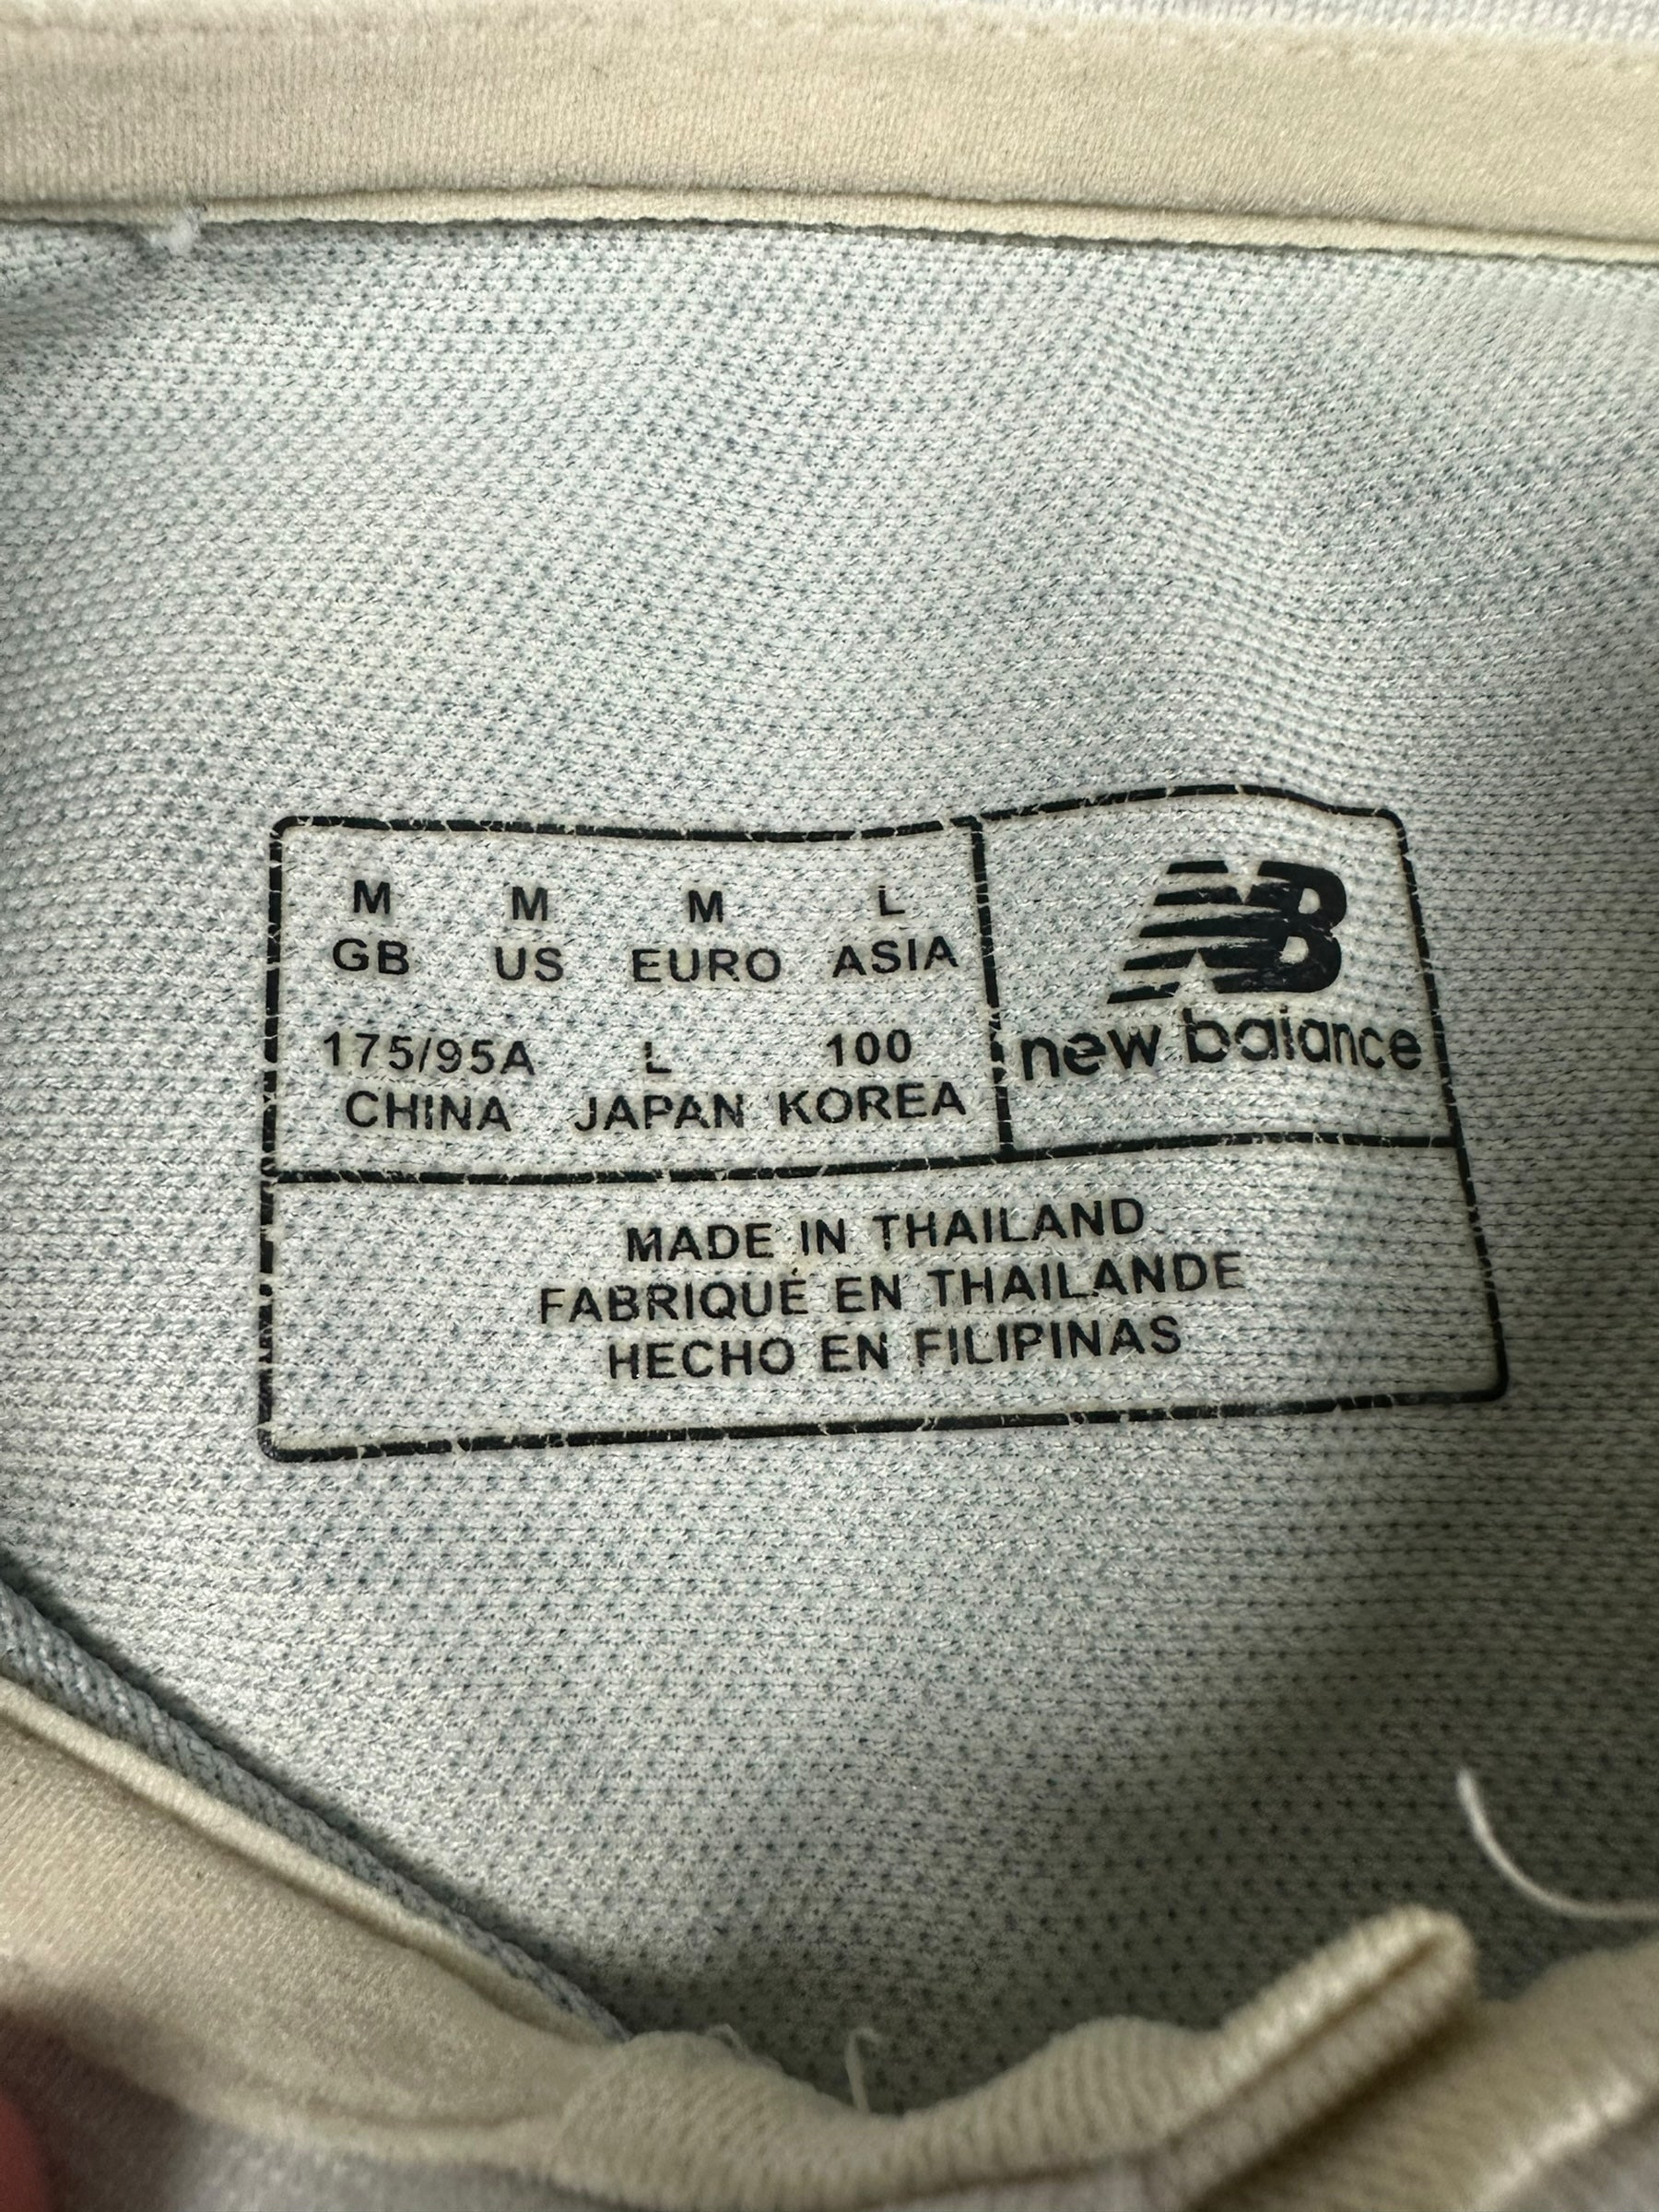 M M M L
GB US EURO ASIA
175/95A L 100
CHINA JAPAN KOREA
NB
new balance
MADE IN THAILAND
FABRIQUÉ EN THAILANDE
HECHO EN FILIPINAS